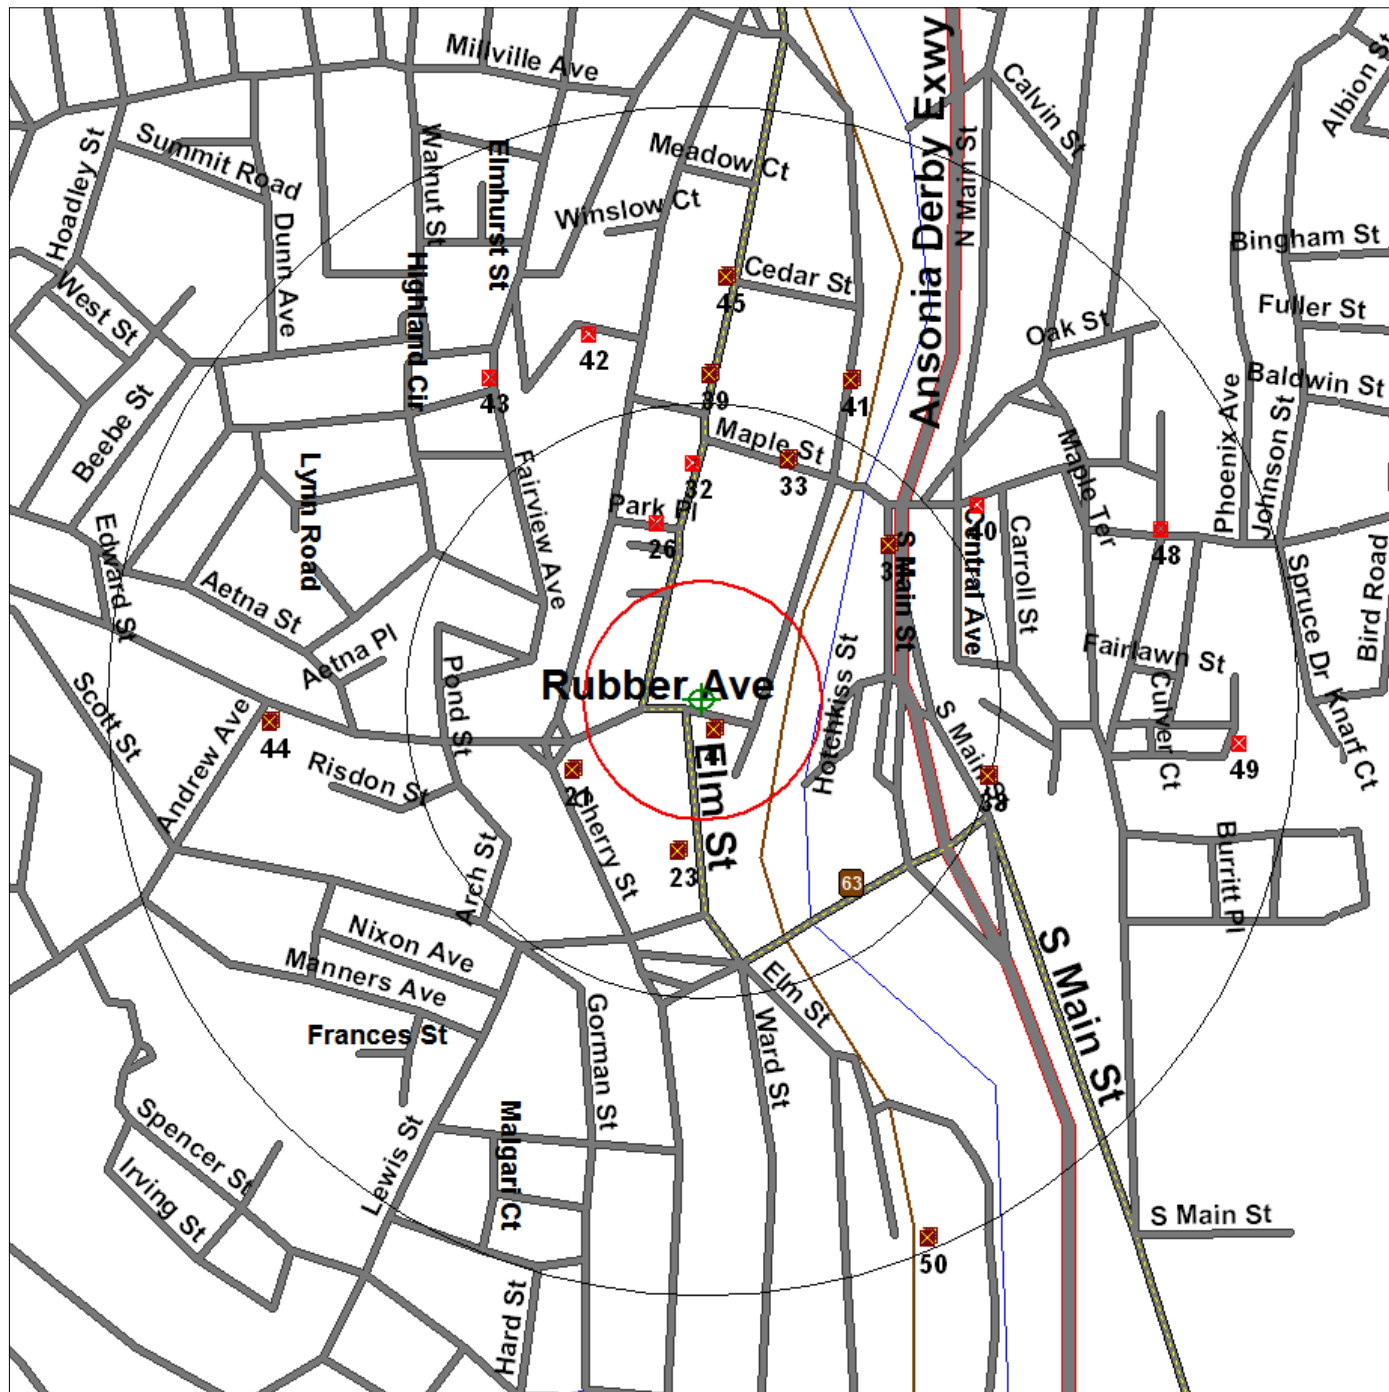 Millville Ave
Calvin St
Albion St
Ansonia Derby Exwy
N Main St
Hoadley St
Summit Road
Walnut St
Elmhurst St
Meadow Ct
Winslow Ct
Dunn Ave
Highland Cir
Bingham St
Cedar St
45
West St
Fuller St
Oak St
42
43
39
41
Baldwin St
Beebe St
Phoenix Ave
Johnson St
Maple St
33
32
Maple Ter
Lynn Road
Fairview Ave
Park Pl
26
40
48
Edward St
S Main St
Central Ave
Carroll St
Spruce Dr
Bird Road
Aetna St
Aetna Pl
Fairlawn St
Pond St
Rubber Ave
Hotchkiss St
Culver Ct
Knarf Ct
Scott St
Andrew Ave
44
S Main St
49
Risdon St
21
Elm St
38
Cherry St
Burritt Pl
Arch St
23
63
Nixon Ave
Manners Ave
S Main St
Elm St
Frances St
Gorman St
Ward St
Spencer St
Irving St
Lewis St
Malgari Ct
S Main St
50
Hard St